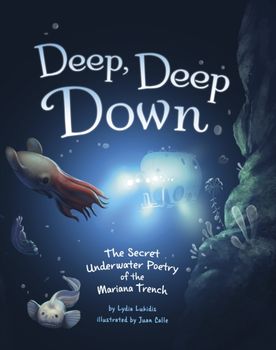 Deep, Deep
Down
The Secret
Underwater Poetry
of the
Mariana Trench
by Lydia Lukidis
illustrated by Juan Calle